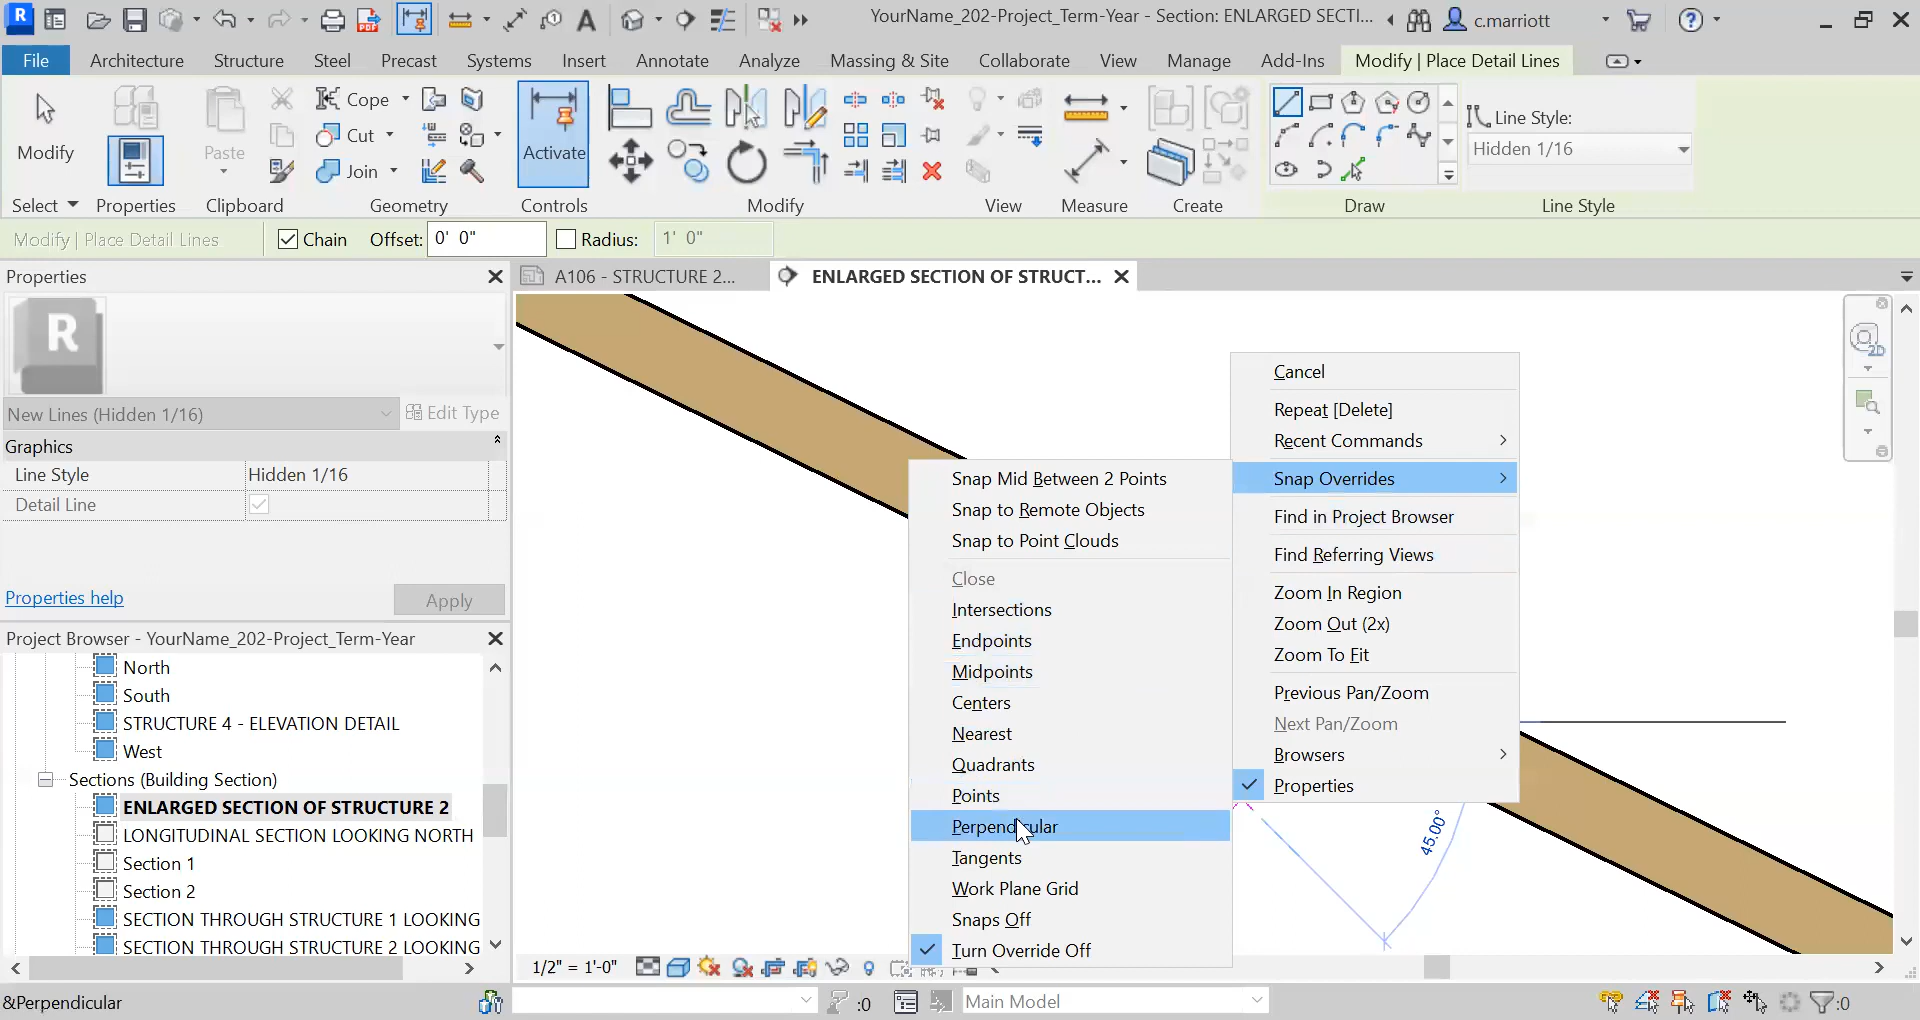 YourName_202-Project_Term-Year - Section: ENLARGED SECTI...
c.marriott
File
Architecture
Structure
Steel
Precast
Systems
Insert
Annotate
Analyze
Massing & Site
Collaborate
View
Manage
Add-Ins
Modify | Place Detail Lines
Modify
Paste
Cope
Cut
Join
Activate
Line Style:
Hidden 1/16
Select
Properties
Clipboard
Geometry
Controls
Modify
View
Measure
Create
Draw
Line Style
Modify | Place Detail Lines
Chain
Offset:
0' 0"
Radius:
1' 0"
Properties
A106 - STRUCTURE 2...
ENLARGED SECTION OF STRUCT...
R
New Lines (Hidden 1/16)
Edit Type
Graphics
Line Style
Hidden 1/16
Detail Line
Properties help
Apply
Project Browser - YourName_202-Project_Term-Year
North
South
STRUCTURE 4 - ELEVATION DETAIL
West
Sections (Building Section)
ENLARGED SECTION OF STRUCTURE 2
LONGITUDINAL SECTION LOOKING NORTH
Section 1
Section 2
SECTION THROUGH STRUCTURE 1 LOOKING
SECTION THROUGH STRUCTURE 2 LOOKING
Snap Mid Between 2 Points
Snap to Remote Objects
Snap to Point Clouds
Close
Intersections
Endpoints
Midpoints
Centers
Nearest
Quadrants
Points
Perpendicular
Tangents
Work Plane Grid
Snaps Off
Turn Override Off
Cancel
Repeat [Delete]
Recent Commands
Snap Overrides
Find in Project Browser
Find Referring Views
Zoom In Region
Zoom Out (2x)
Zoom To Fit
Previous Pan/Zoom
Next Pan/Zoom
Browsers
Properties
45.00°
2D
1/2" = 1'-0"
&Perpendicular
:0
Main Model
:0